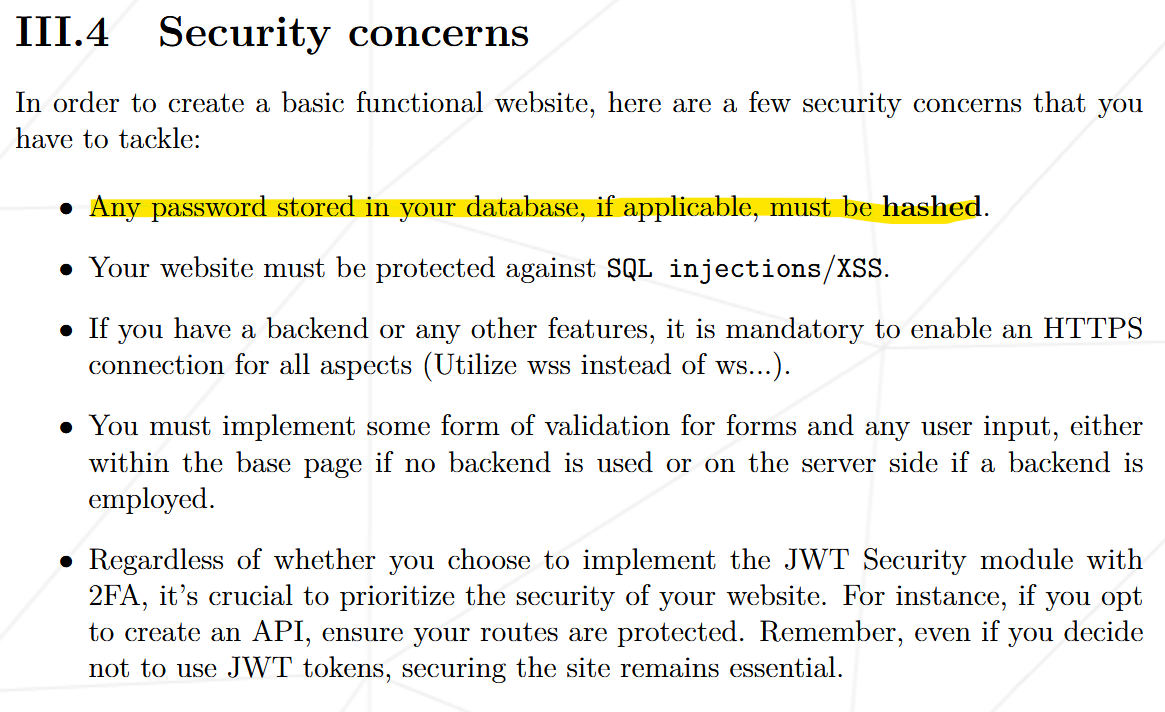 III.4 Security concerns
In order to create a basic functional website, here are a few security concerns that you
have to tackle:
• Any password stored in your database, if applicable, must be hashed.
• Your website must be protected against SQL injections/XSS.
• If you have a backend or any other features, it is mandatory to enable an HTTPS
connection for all aspects (Utilize wss instead of ws...).
• You must implement some form of validation for forms and any user input, either
within the base page if no backend is used or on the server side if a backend is
employed.
• Regardless of whether you choose to implement the JWT Security module with
2FA, it's crucial to prioritize the security of your website. For instance, if you opt
to create an API, ensure your routes are protected. Remember, even if you decide
not to use JWT tokens, securing the site remains essential.